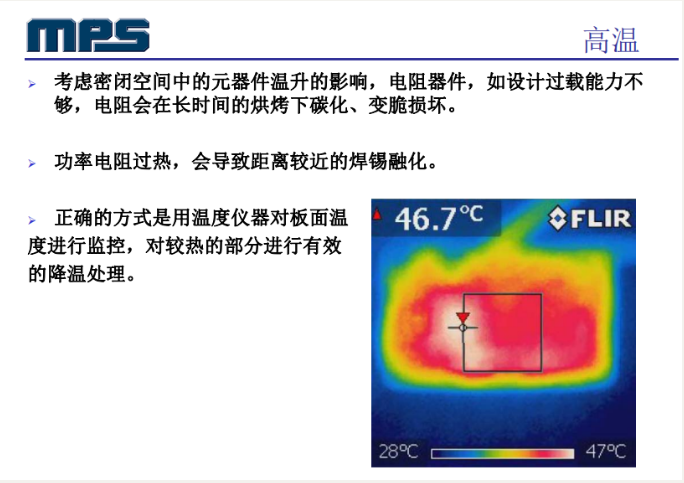 MPS
高温
考虑密闭空间中的元器件温升的影响，电阻器件，如设计过载能力不
够，电阻会在长时间的烘烤下碳化、变脆损坏。
功率电阻过热，会导致距离较近的焊锡融化。
正确的方式是用温度仪器对板面温
度进行监控，对较热的部分进行有效
的降温处理。
46.7℃
FLIR
28℃ 47℃